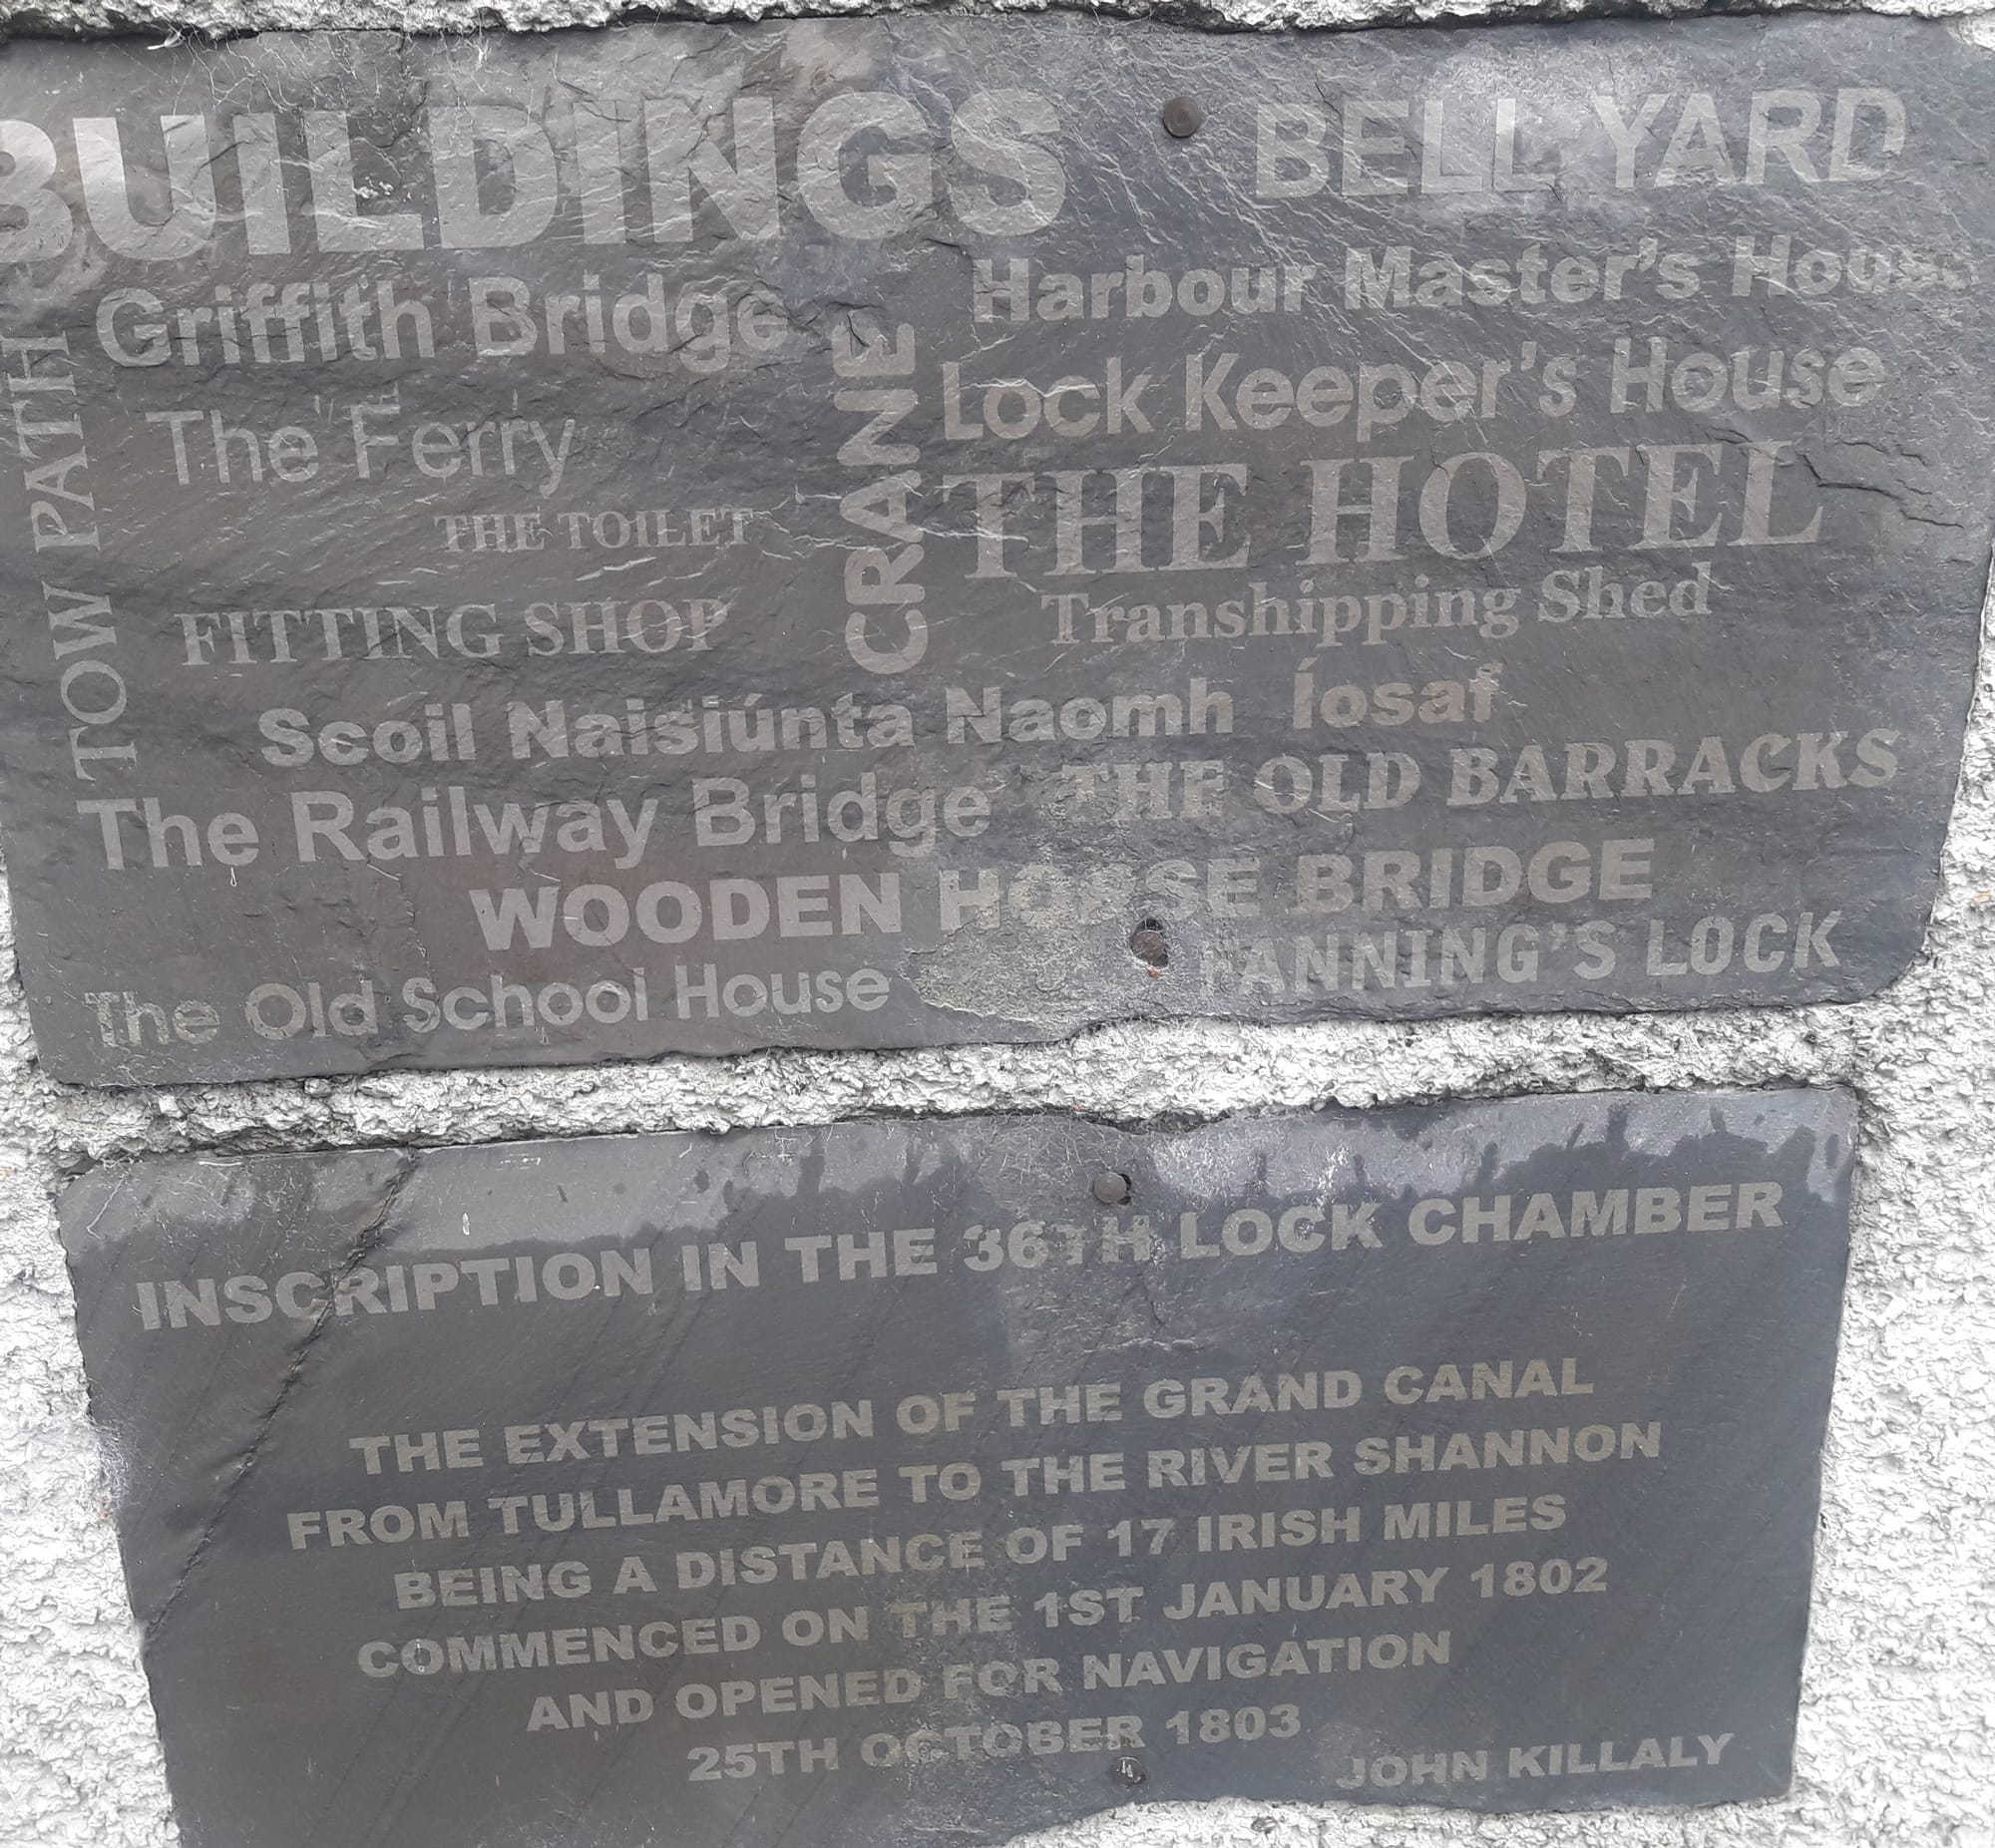 BUILDINGS
BELL YARD
Griffith Bridge
Harbour Master's House
TOW PATH
The Ferry
CRANE
Lock Keeper's House
THE TOILET
THE HOTEL
FITTING SHOP
Transhipping Shed
Scoil Naisiúnta Naomh Íosaf
The Railway Bridge
THE OLD BARRACKS
WOODEN HORSE BRIDGE
The Old School House
FANNING'S LOCK
INSCRIPTION IN THE 36TH LOCK CHAMBER
THE EXTENSION OF THE GRAND CANAL
FROM TULLAMORE TO THE RIVER SHANNON
BEING A DISTANCE OF 17 IRISH MILES
COMMENCED ON THE 1ST JANUARY 1802
AND OPENED FOR NAVIGATION
25TH OCTOBER 1803
JOHN KILLALY